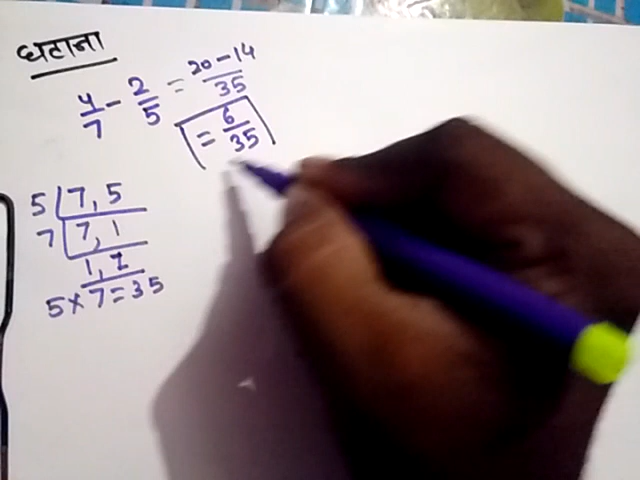 घटाना
4/7 - 2/5 = 20-14/35
= 6/35
5 | 7, 5
7 | 7, 1
1, 1
5 × 7 = 35